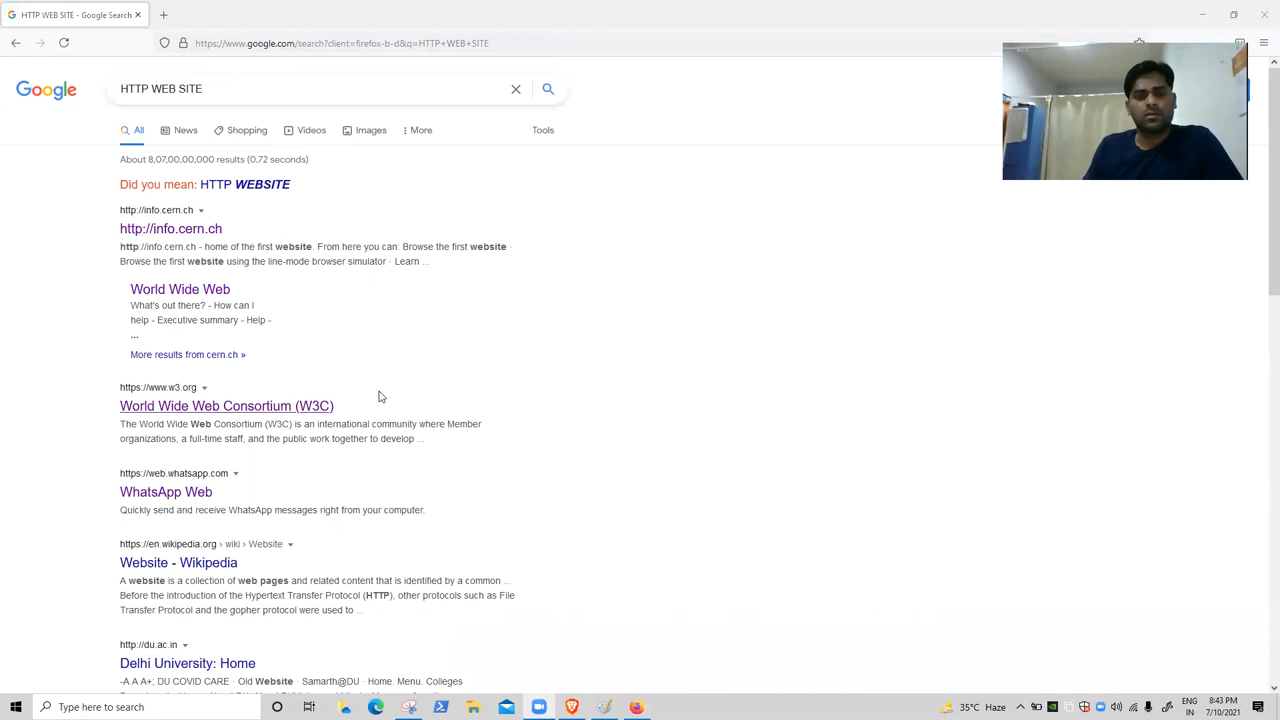 HTTP WEB SITE - Google Search
https://www.google.com/search?client=firefox-b-d&q=HTTP+WEB+SITE
Google
HTTP WEB SITE
All
News
Shopping
Videos
Images
More
Tools
About 8,07,00,00,000 results (0.72 seconds)
Did you mean: HTTP WEBSITE
http://info.cern.ch
http://info.cern.ch
http://info.cern.ch - home of the first website. From here you can: Browse the first website ·
Browse the first website using the line-mode browser simulator · Learn ...
World Wide Web
What's out there? - How can I
help - Executive summary - Help -
...
More results from cern.ch »
https://www.w3.org
World Wide Web Consortium (W3C)
The World Wide Web Consortium (W3C) is an international community where Member
organizations, a full-time staff, and the public work together to develop ...
https://web.whatsapp.com
WhatsApp Web
Quickly send and receive WhatsApp messages right from your computer.
https://en.wikipedia.org › wiki › Website
Website - Wikipedia
A website is a collection of web pages and related content that is identified by a common ...
Before the introduction of the Hypertext Transfer Protocol (HTTP), other protocols such as File
Transfer Protocol and the gopher protocol were used to ...
http://du.ac.in
Delhi University: Home
-A A A+; DU COVID CARE · Old Website · Samarth@DU · Home. Menu. Colleges
Type here to search
35°C Haze
ENG
IN
8:43 PM
7/10/2021